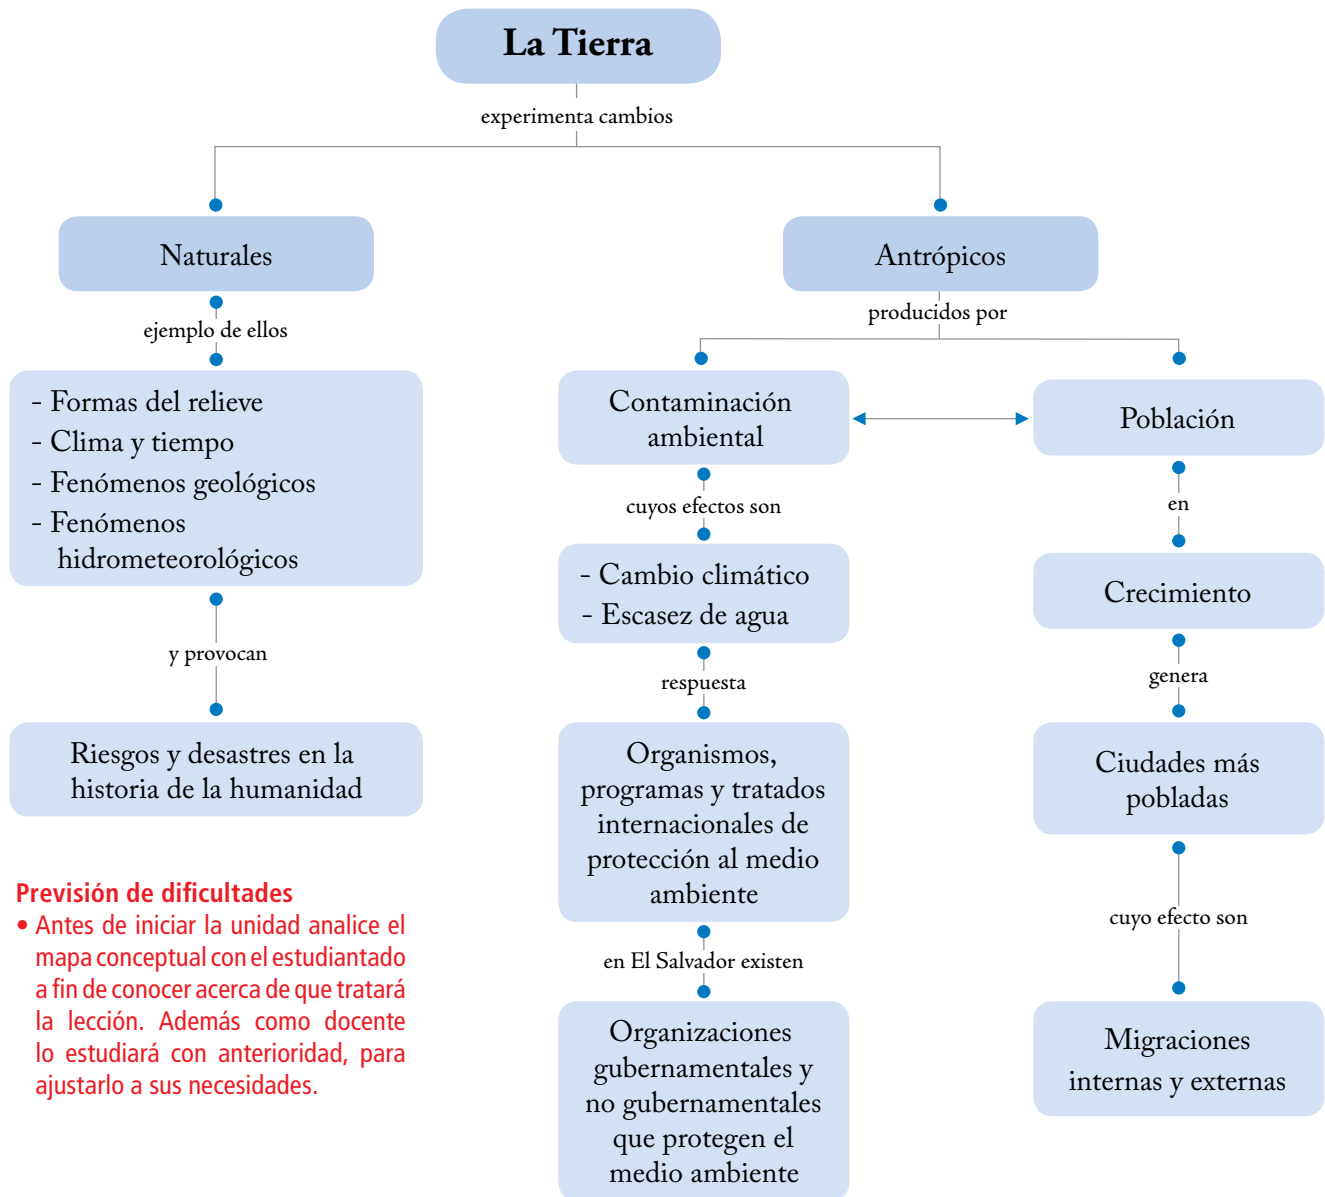 La Tierra
experimenta cambios
Naturales
ejemplo de ellos
- Formas del relieve
- Clima y tiempo
- Fenómenos geológicos
- Fenómenos
hidrometeorológicos
y provocan
Riesgos y desastres en la
historia de la humanidad
Antrópicos
producidos por
Contaminación
ambiental
cuyos efectos son
- Cambio climático
- Escasez de agua
respuesta
Organismos,
programas y tratados
internacionales de
protección al medio
ambiente
en El Salvador existen
Organizaciones
gubernamentales y
no gubernamentales
que protegen el
medio ambiente
Población
en
Crecimiento
genera
Ciudades más
pobladas
cuyo efecto son
Migraciones
internas y externas
Previsión de dificultades
• Antes de iniciar la unidad analice el
mapa conceptual con el estudiantado
a fin de conocer acerca de que tratará
la lección. Además como docente
lo estudiará con anterioridad, para
ajustarlo a sus necesidades.